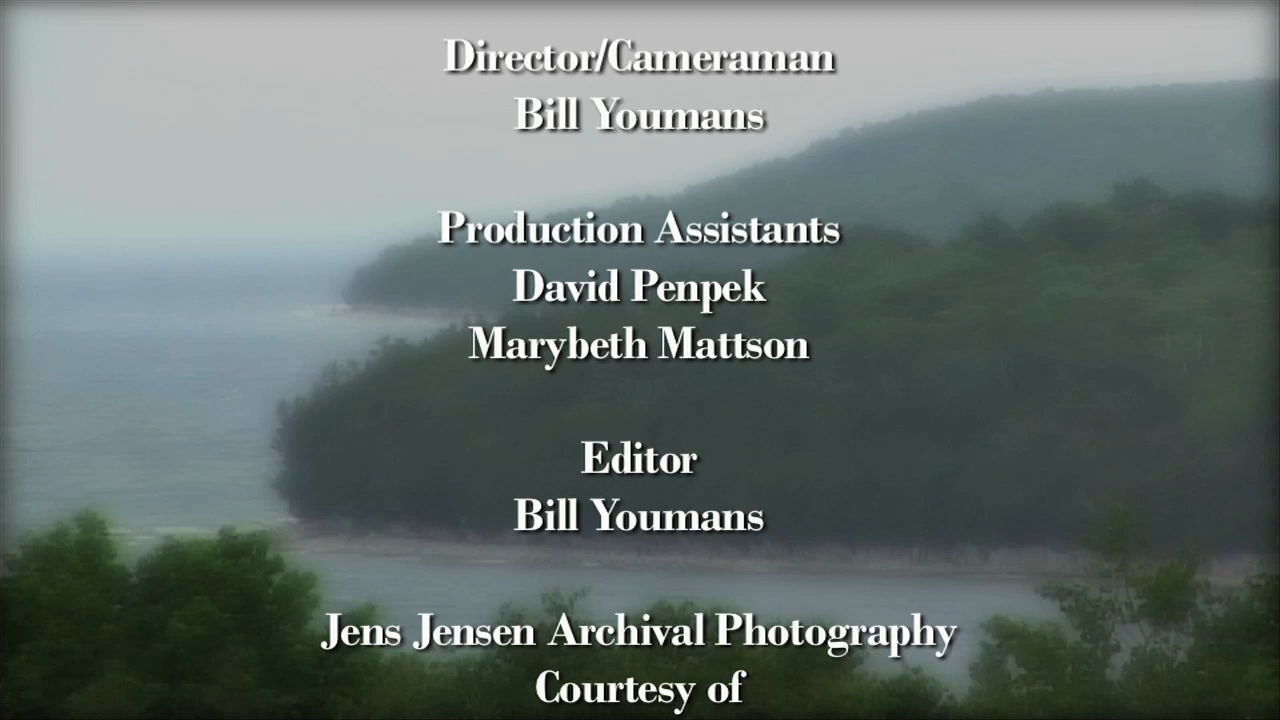 Director/Cameraman
Bill Youmans
Production Assistants
David Penpek
Marybeth Mattson
Editor
Bill Youmans
Jens Jensen Archival Photography
Courtesy of